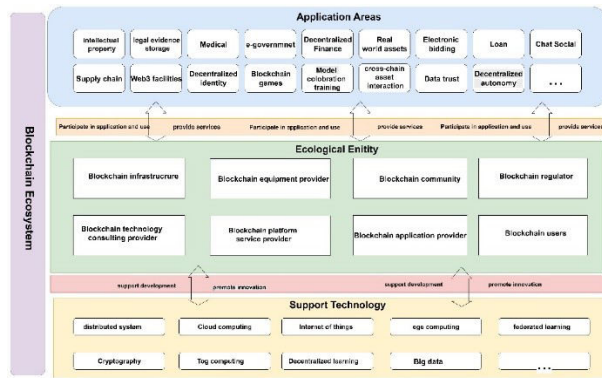 Application Areas
Intellectual
property
legal evidence
storage
Medical
e-governmnet
Decentralized
Finance
Real
world assets
Electronic
bidding
Loan
Chat Social
Supply chain
Web3 facilities
Decentralized
identity
Blockchain
games
Model
celebration
training
cross-chain
asset
interaction
Data trust
Decentralized
autonomy
...
Participate in application and use
provide services
Participate in application and use
provide services
Participate in application and use
provide services
Blockchain Ecosystem
Ecological Enitity
Blockchain infrastrucrure
Blockchain equipment provider
Blockchain community
Blockchain regulator
Blockchain technology
consulting provider
Blockchain platform
service provider
Blockchain application provider
Blockchain users
support development
promote innovation
support development
promote innovation
Support Technology
distributed system
Cloud computing
Internet of things
ege computing
federated learning
Cryptography
Tog computing
Decentralized learning
Big data
...